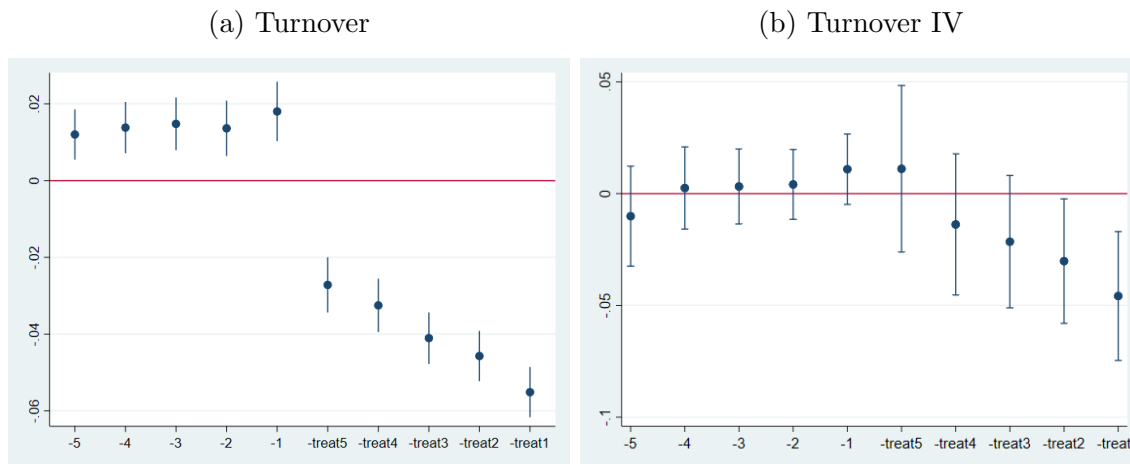 (a) Turnover
.02
0
-.02
-.04
-.06
-5 -4 -3 -2 -1 -treat5 -treat4 -treat3 -treat2 -treat1
(b) Turnover IV
.05
0
-.05
-.1
-5 -4 -3 -2 -1 -treat5 -treat4 -treat3 -treat2 -treat